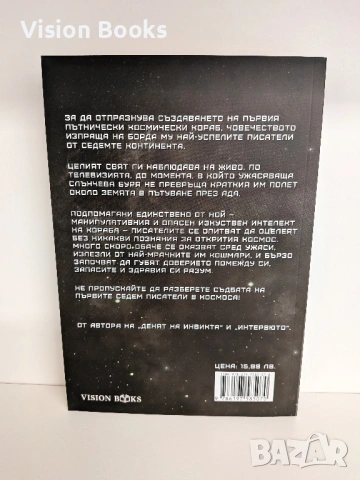 Vision Books
ЗА ДА ОТПРАЗНУВА СЪЗДАВАНЕТО НА ПЪРВИЯ
ПЪТНИЧЕСКИ КОСМИЧЕСКИ КОРАБ, ЧОВЕЧЕСТВОТО
ИЗПРАЩА НА БОРДА МУ НАЙ-УСПЕЛИТЕ ПИСАТЕЛИ
ОТ СЕДЕМТЕ КОНТИНЕНТА.
ЦЕЛИЯТ СВЯТ ГИ НАБЛЮДАВА НА ЖИВО, ПО
ТЕЛЕВИЗИЯТА, ДО МОМЕНТА, В КОЙТО УЖАСЯВАЩА
СЛЪНЧЕВА БУРЯ НЕ ПРЕВРЪЩА КРАТКИЯ ИМ ПОЛЕТ
ОКОЛО ЗЕМЯТА В ПЪТУВАНЕ ПРЕЗ АДА.
ПОДПОМАГАНИ ЕДИНСТВЕНО ОТ НОЙ -
МАНИПУЛАТИВНИЯ И ОПАСЕН ИЗКУСТВЕН ИНТЕЛЕКТ
НА КОРАБА - ПИСАТЕЛИТЕ СЕ ОПИТВАТ ДА ОЦЕЛЕЯТ
БЕЗ НИКАКВИ ПОЗНАНИЯ ЗА ОТКРИТИЯ КОСМОС.
МНОГО СКОРО ОБАЧЕ СЕ ОКАЗВАТ СРЕД УЖАСИ,
ИЗЛЕЗЛИ ОТ НАЙ-МРАЧНИТЕ ИМ КОШМАРИ, И БЪРЗО
ЗАПОЧВАТ ДА ГУБЯТ ДОВЕРИЕТО ПОМЕЖДУ СИ,
ЗАПАСИТЕ И ЗДРАВИЯ СИ РАЗУМ.
НЕ ПРОПУСКАЙТЕ ДА РАЗБЕРЕТЕ СЪДБАТА НА
ПЪРВИТЕ СЕДЕМ ПИСАТЕЛИ В КОСМОСА!
ОТ АВТОРА НА „ДЕНЯТ НА ИНВИКТА" И „ИНТЕРВЮТО".
ЦЕНА: 15,99 ЛВ.
VISION BOOKS
BAZAR